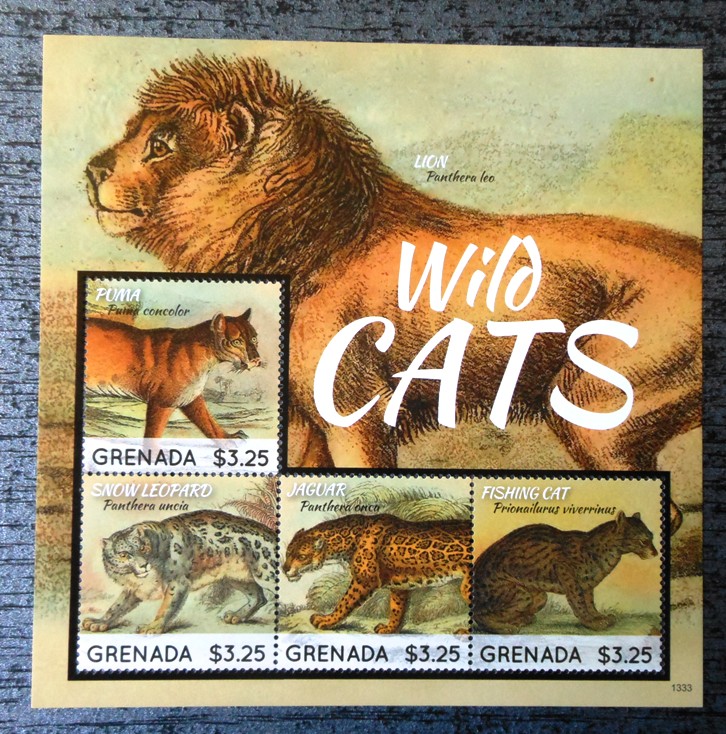 LION
Panthera leo
Wild
CATS
PUMA
Puma concolor
GRENADA $3.25
SNOW LEOPARD
Panthera uncia
GRENADA $3.25
JAGUAR
Panthera onca
GRENADA $3.25
FISHING CAT
Prionailurus viverrinus
GRENADA $3.25
1333